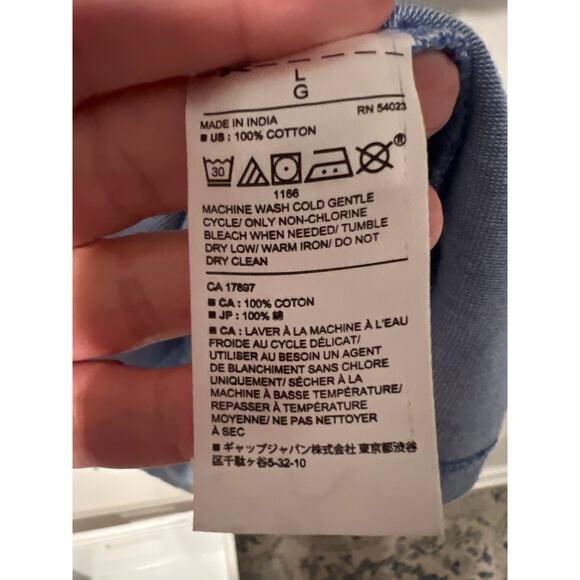 L
G
RN 54023
MADE IN INDIA
■ US : 100% COTTON
30
®
1166
MACHINE WASH COLD GENTLE
CYCLE/ ONLY NON-CHLORINE
BLEACH WHEN NEEDED/ TUMBLE
DRY LOW/ WARM IRON/ DO NOT
DRY CLEAN
CA 17897
■ CA : 100% COTON
■ JP : 100% 綿
■ CA : LAVER À LA MACHINE À L'EAU
FROIDE AU CYCLE DÉLICAT/
UTILISER AU BESOIN UN AGENT
DE BLANCHIMENT SANS CHLORE
UNIQUEMENT/ SÉCHER À LA
MACHINE À BASSE TEMPÉRATURE/
REPASSER À TEMPÉRATURE
MOYENNE/ NE PAS NETTOYER
À SEC
■ ギャップジャパン株式会社 東京都渋谷
区千駄ヶ谷5-32-10